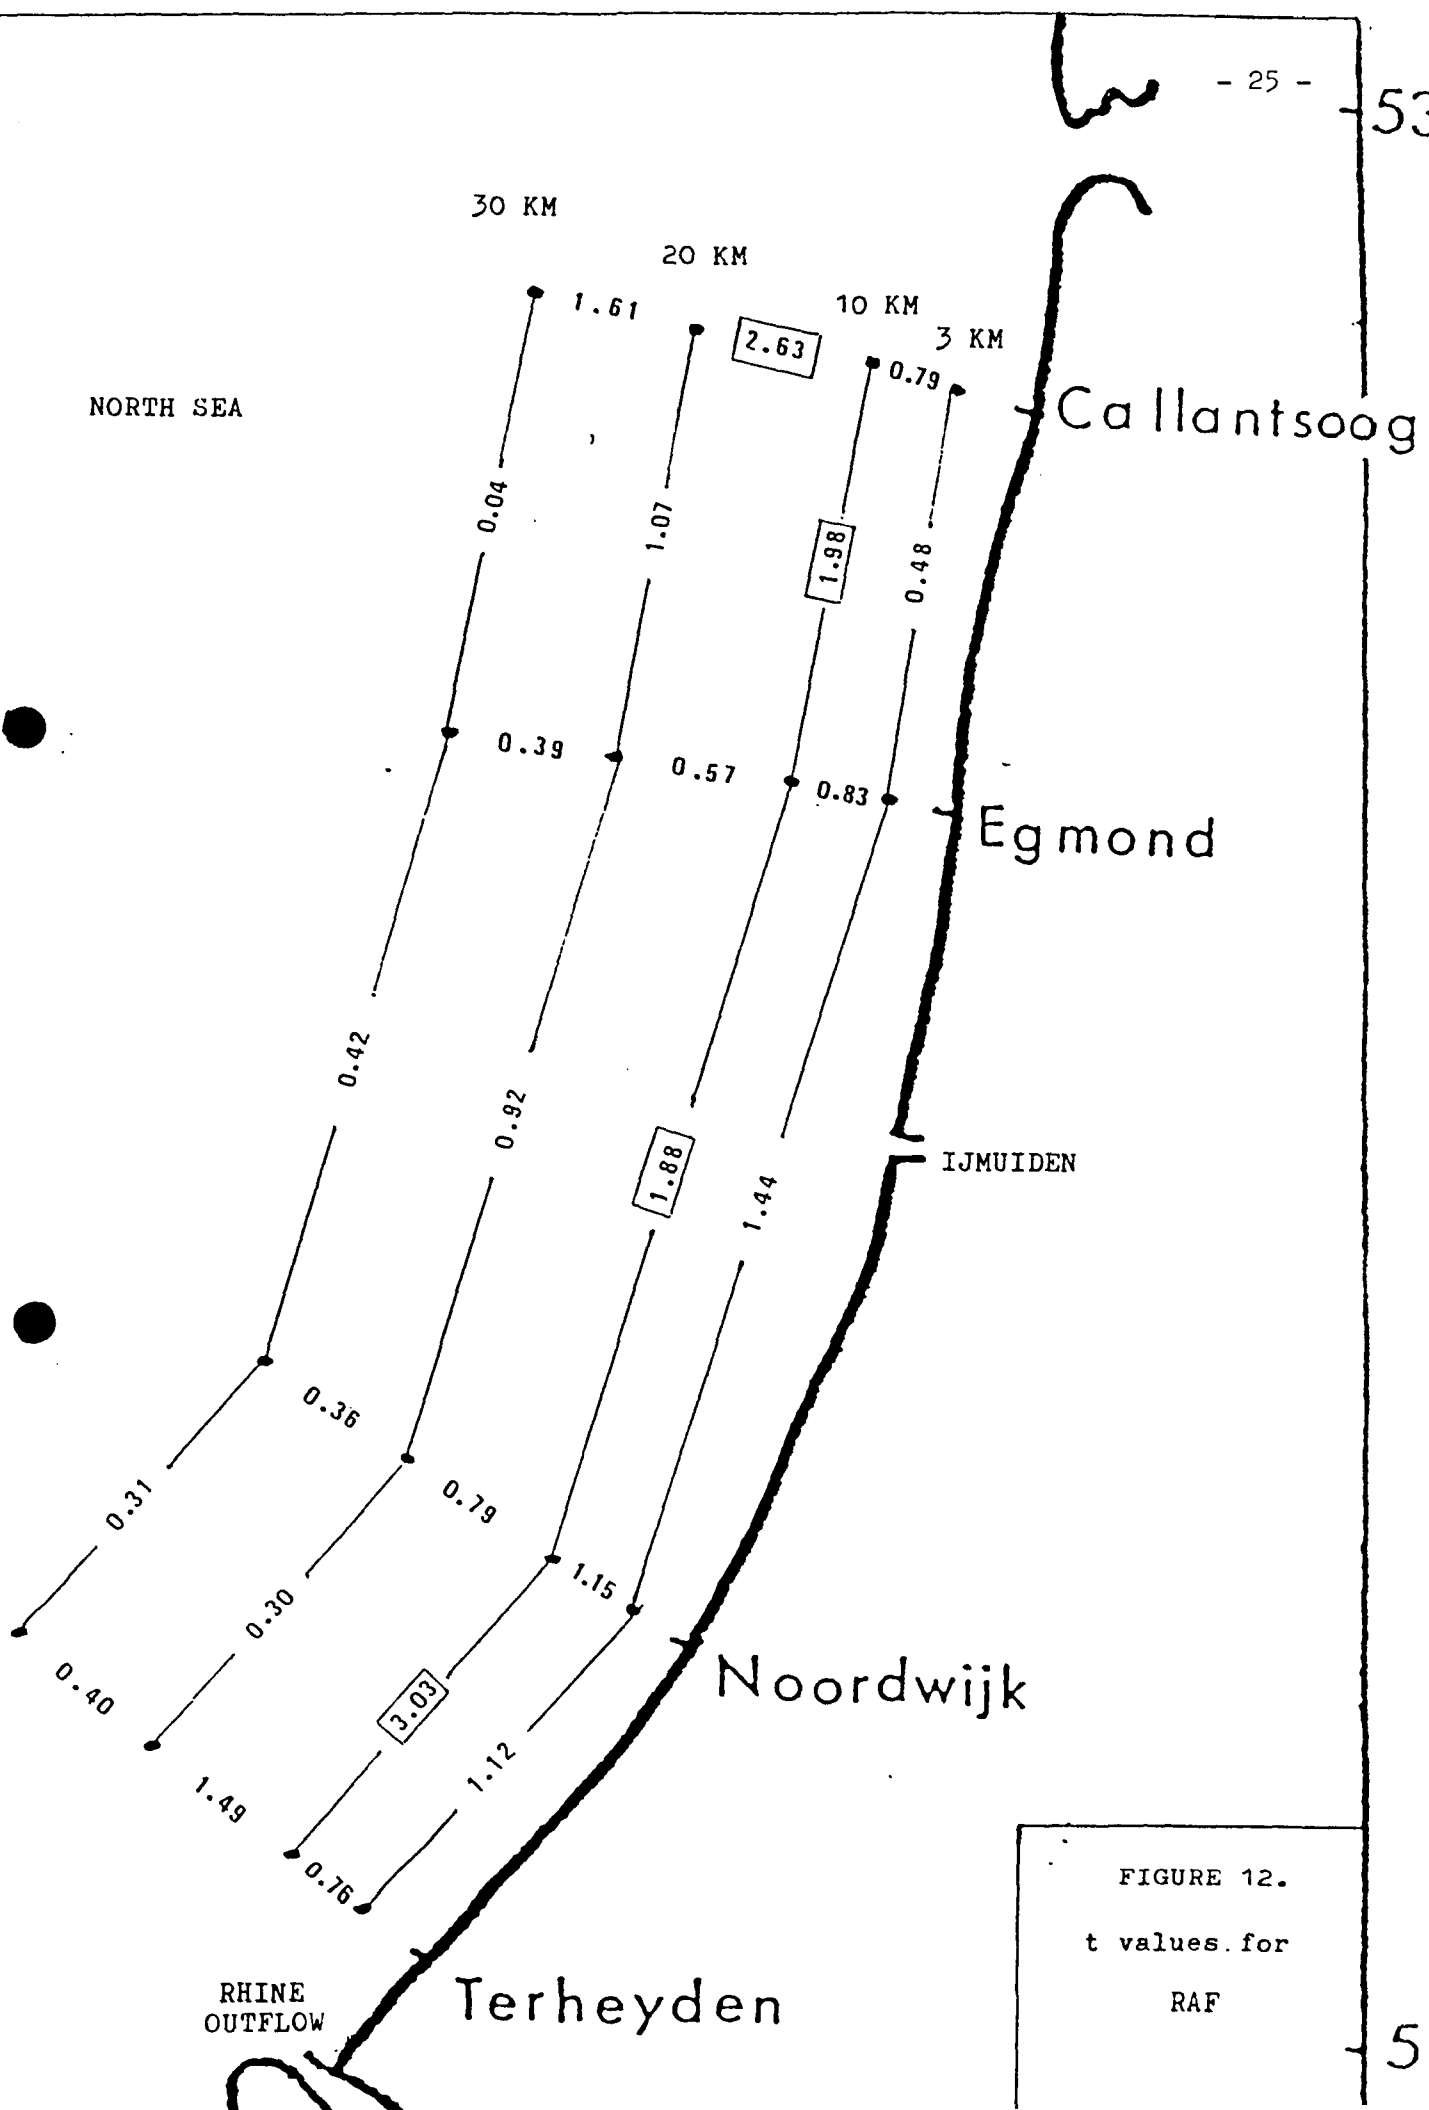 - 25 -
53
30 KM
20 KM
10 KM
3 KM
1.61
2.63
0.79
NORTH SEA
Callantsoog
0.04
1.07
1.98
0.48
0.39
0.57
0.83
Egmond
0.42
0.92
1.88
1.44
IJMUIDEN
0.36
0.79
1.15
0.31
0.30
3.03
1.12
Noordwijk
0.40
1.49
0.76
RHINE
OUTFLOW
Terheyden
FIGURE 12.
t values for
RAF
5